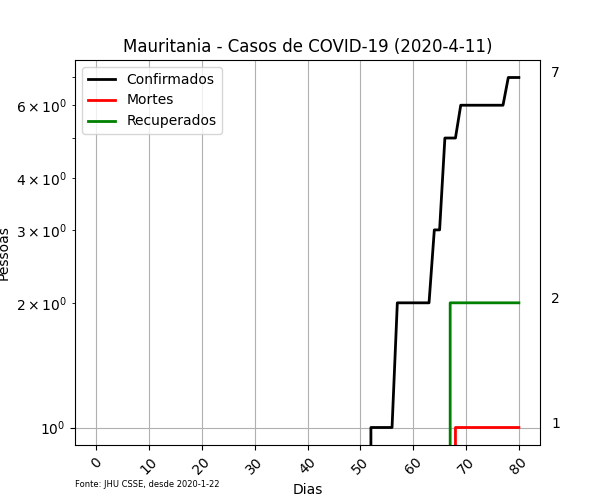 Mauritania - Casos de COVID-19 (2020-4-11)
Confirmados
Mortes
Recuperados
7
2
1
6 × 10⁰
4 × 10⁰
3 × 10⁰
2 × 10⁰
10⁰
Pessoas
0 10 20 30 40 50 60 70 80
Fonte: JHU CSSE, desde 2020-1-22
Dias